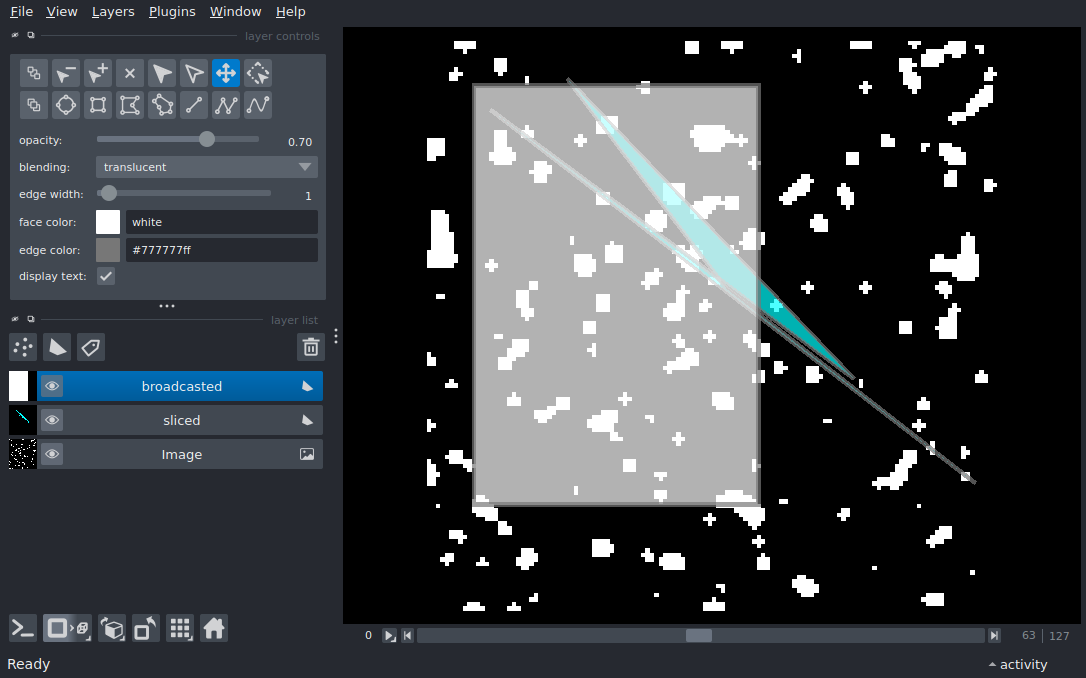 File View Layers Plugins Window Help
layer controls
opacity: 0.70
blending: translucent
edge width: 1
face color: white
edge color: #777777ff
display text:
layer list
broadcasted
sliced
Image
0 63 127
Ready activity